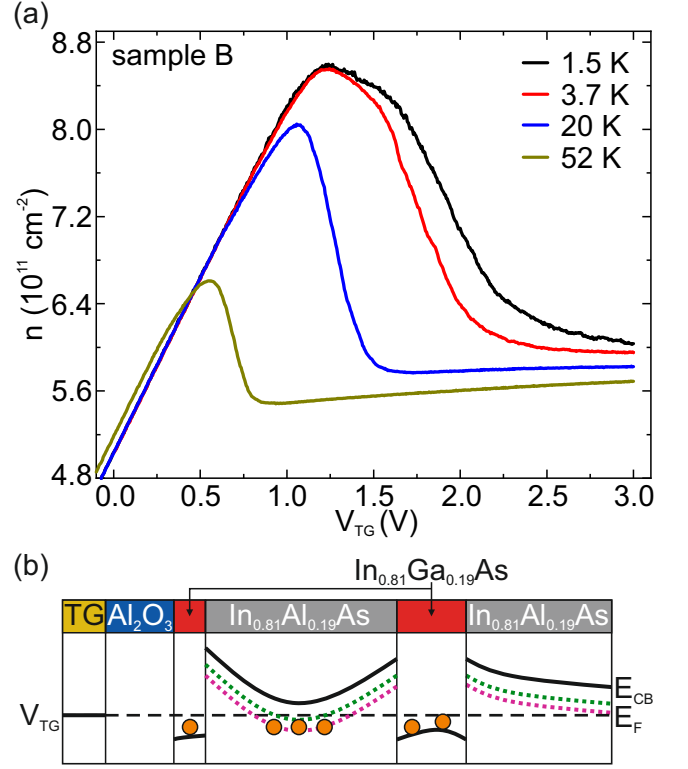 (a)
sample B
1.5 K
3.7 K
20 K
52 K
8.8
8.0
7.2
6.4
5.6
4.8
n (10¹¹ cm⁻²)
0.0 0.5 1.0 1.5 2.0 2.5 3.0
V_TG (V)
(b)
In₀.₈₁Ga₀.₁₉As
TG Al₂O₃ In₀.₈₁Al₀.₁₉As In₀.₈₁Al₀.₁₉As
E_CB
V_TG E_F